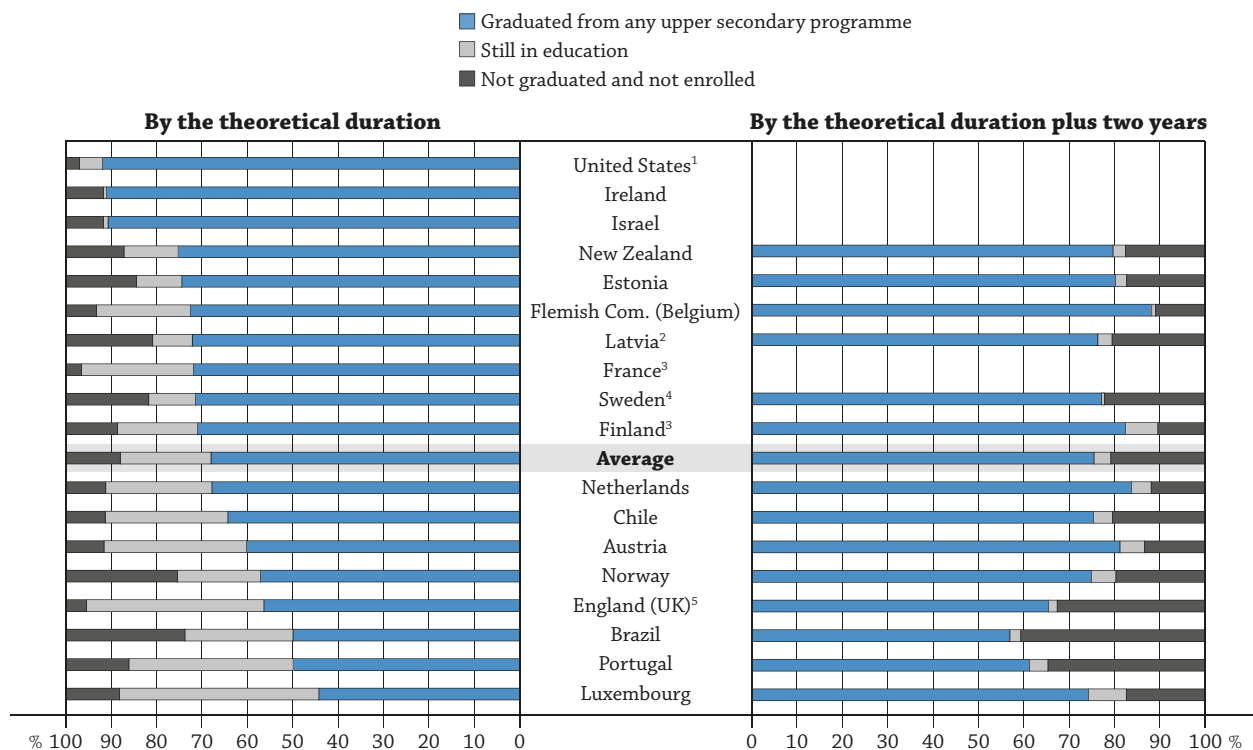 Graduated from any upper secondary programme
Still in education
Not graduated and not enrolled
By the theoretical duration
By the theoretical duration plus two years
United States¹
Ireland
Israel
New Zealand
Estonia
Flemish Com. (Belgium)
Latvia²
France³
Sweden⁴
Finland³
Average
Netherlands
Chile
Austria
Norway
England (UK)⁵
Brazil
Portugal
Luxembourg
% 100 90 80 70 60 50 40 30 20 10 0
0 10 20 30 40 50 60 70 80 90 100 %